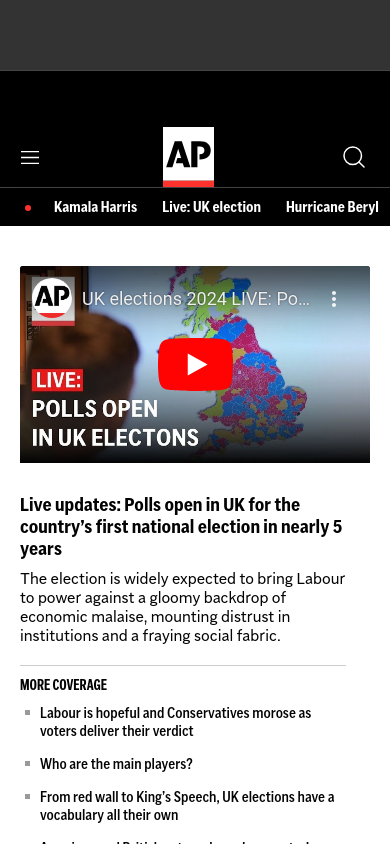 AP
Kamala Harris
Live: UK election
Hurricane Beryl
AP
UK elections 2024 LIVE: Po...
LIVE:
POLLS OPEN
IN UK ELECTONS
Live updates: Polls open in UK for the
country’s first national election in nearly 5
years
The election is widely expected to bring Labour
to power against a gloomy backdrop of
economic malaise, mounting distrust in
institutions and a fraying social fabric.
MORE COVERAGE
Labour is hopeful and Conservatives morose as
voters deliver their verdict
Who are the main players?
From red wall to King’s Speech, UK elections have a
vocabulary all their own